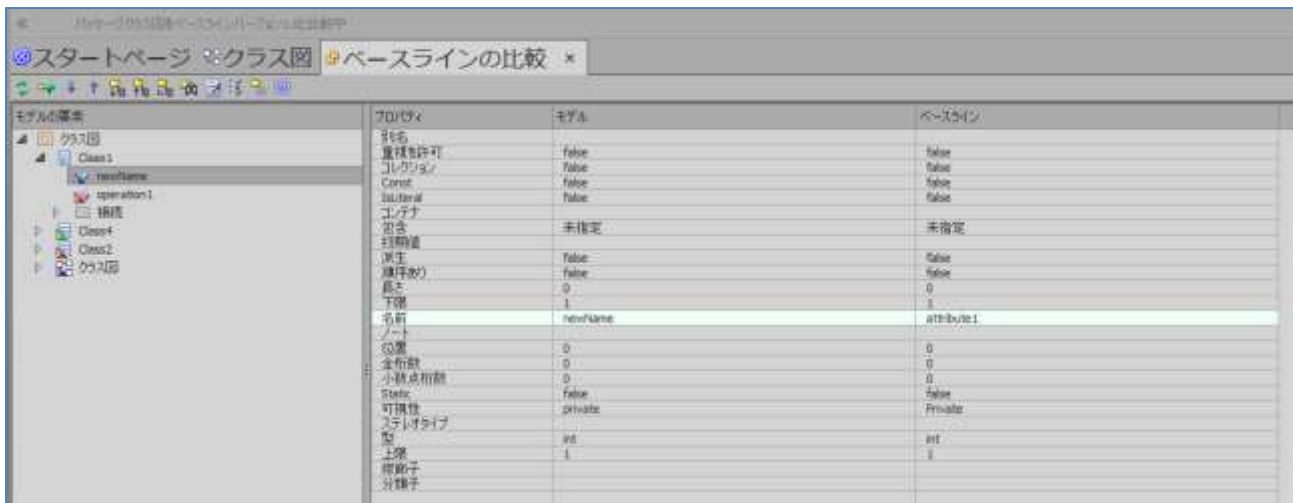 スタートページ クラス図 ベースラインの比較 ×
モデルの要素 プロパティ モデル ベースライン
クラス図
Class1
newName
operation1
接続
Class4
Class2
クラス図
別名
重複を許可 false false
コレクション false false
Const false false
IsLiteral false false
コンテナ
包含 未指定 未指定
初期値
派生 false false
順序あり false false
長さ 0 0
下限 1 1
名前 newName attribute1
ノート
位置 0 0
全桁数 0 0
小数点桁数 0 0
Static false false
可視性 private Private
ステレオタイプ
型 int int
上限 1 1
修飾子
分類子